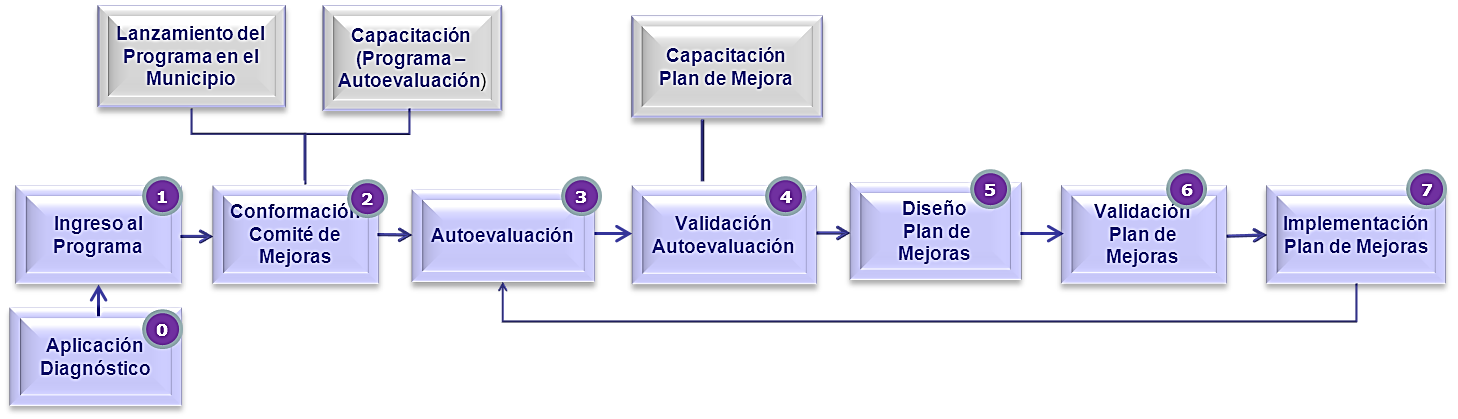 Lanzamiento del
Programa en el
Municipio
Capacitación
(Programa –
Autoevaluación)
Capacitación
Plan de Mejora
1
Ingreso al
Programa
2
Conformación
Comité de
Mejoras
3
Autoevaluación
4
Validación
Autoevaluación
5
Diseño
Plan de
Mejoras
6
Validación
Plan de
Mejoras
7
Implementación
Plan de Mejoras
0
Aplicación
Diagnóstico